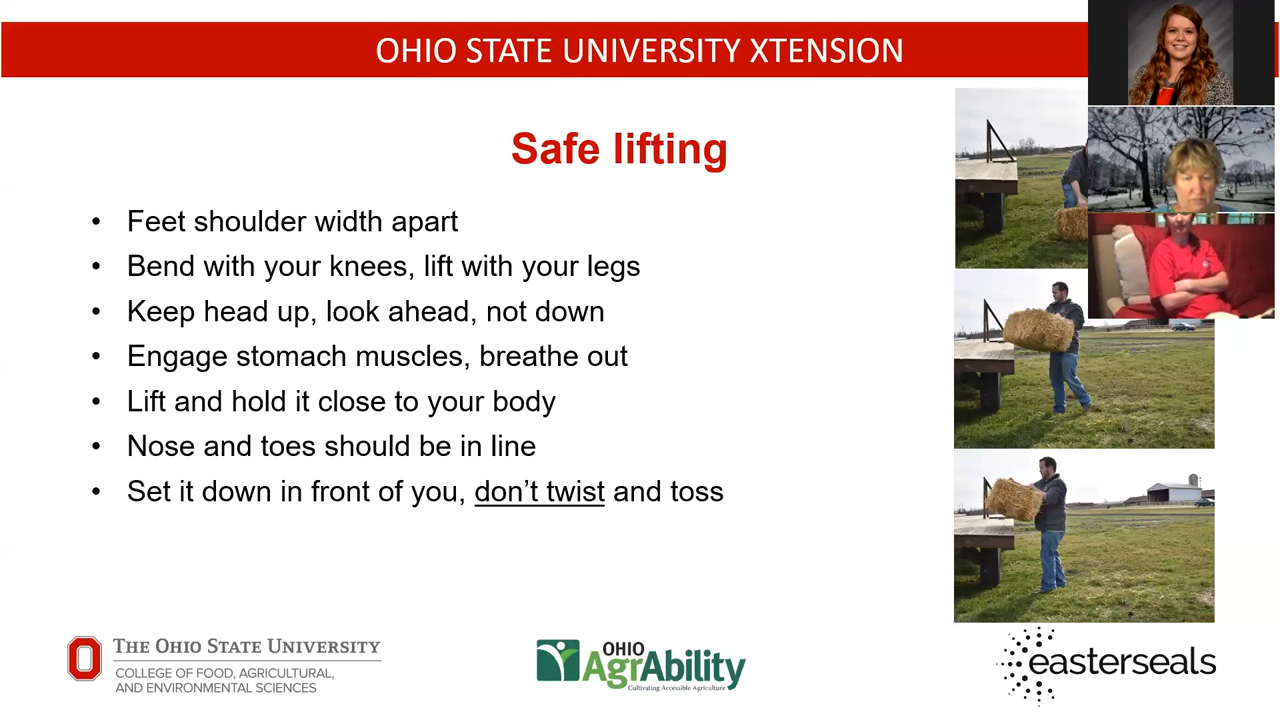 OHIO STATE UNIVERSITY XTENSION
Safe lifting
• Feet shoulder width apart
• Bend with your knees, lift with your legs
• Keep head up, look ahead, not down
• Engage stomach muscles, breathe out
• Lift and hold it close to your body
• Nose and toes should be in line
• Set it down in front of you, don’t twist and toss
THE OHIO STATE UNIVERSITY
COLLEGE OF FOOD, AGRICULTURAL,
AND ENVIRONMENTAL SCIENCES
OHIO
AgrAbility
Cultivating Accessible Agriculture
easterseals